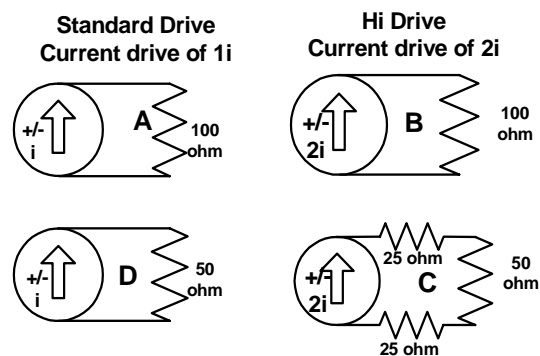 Standard Drive
Current drive of 1i
Hi Drive
Current drive of 2i
+/-
i
A
100
ohm
+/-
2i
B
100
ohm
+/-
i
D
50
ohm
+/-
2i
25 ohm
C
25 ohm
50
ohm